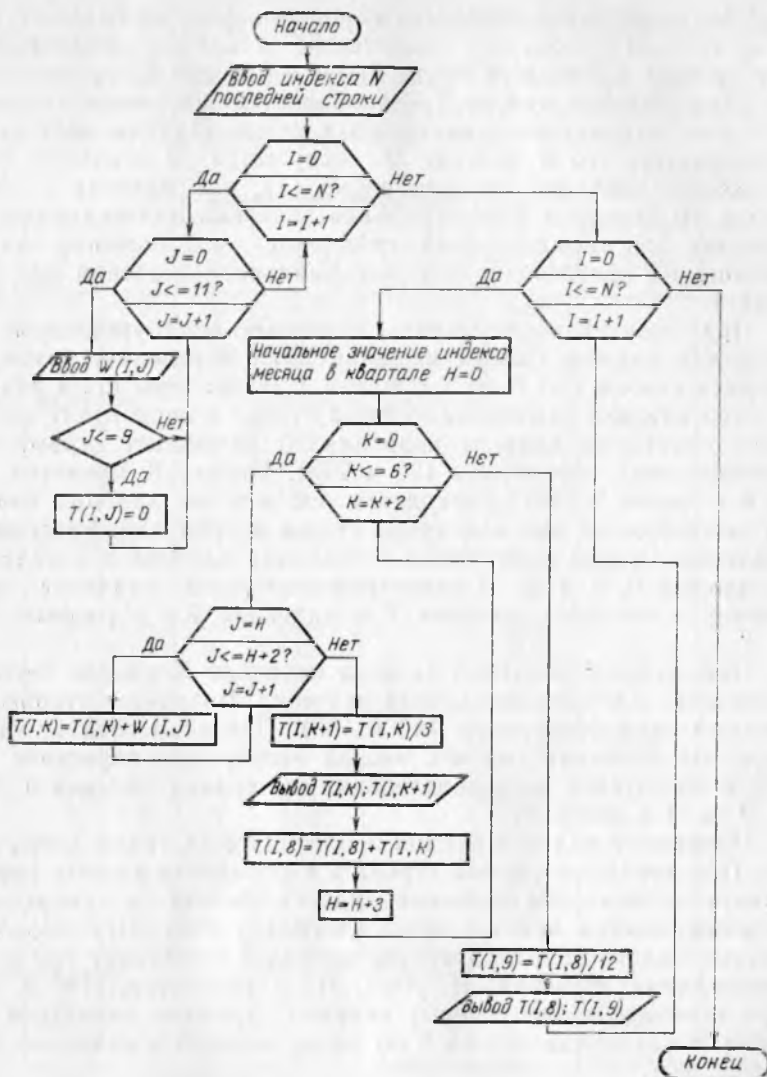 Начало
Ввод индекса N
последней строки
I=0
Да
I<=N?
Нет
I=I+1
J=0
Да
J<=11?
Нет
J=J+1
Ввод W(I,J)
J<=9
Нет
Да
T(I,J)=0
I=0
Да
I<=N?
Нет
I=I+1
Начальное значение индекса
месяца в квартале H=0
K=0
Да
K<=6?
Нет
K=K+2
J=H
Да
J<=H+2?
Нет
J=J+1
T(I,K)=T(I,K)+W(I,J)
T(I,K+1)=T(I,K)/3
Вывод T(I,K); T(I,K+1)
T(I,8)=T(I,8)+T(I,K)
H=H+3
T(I,9)=T(I,8)/12
Вывод T(I,8); T(I,9)
Конец